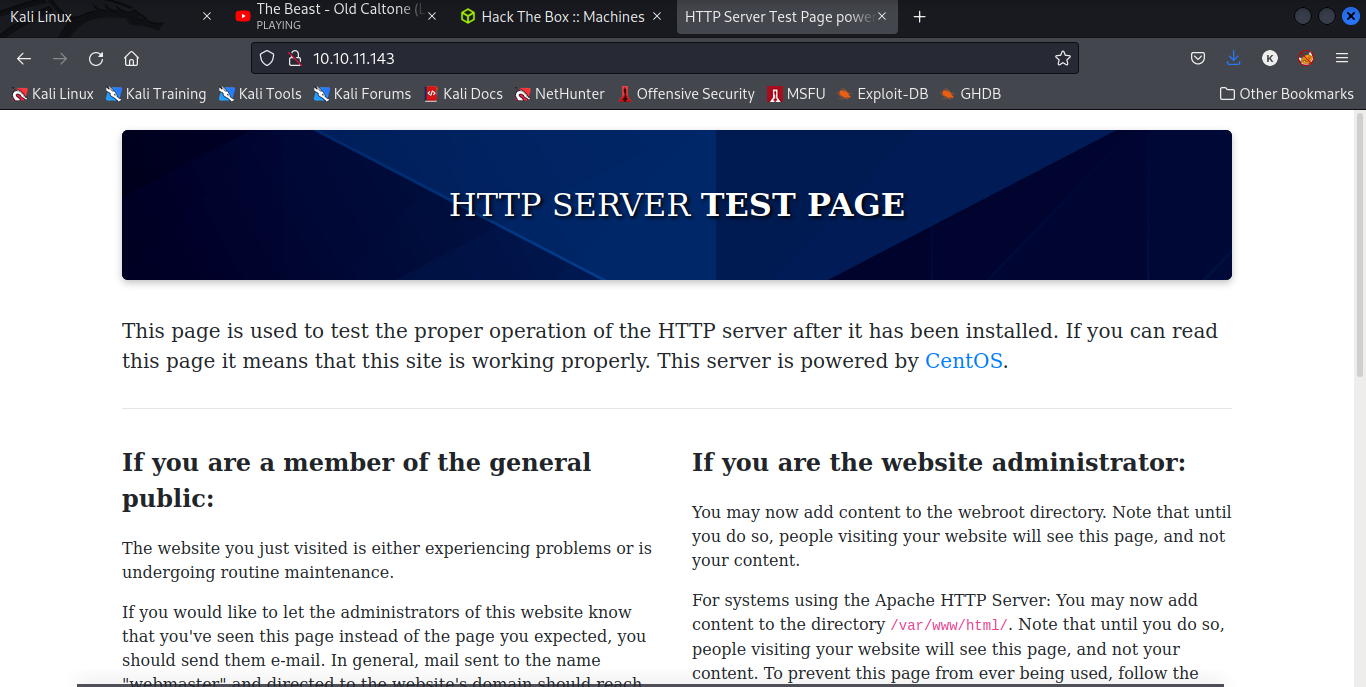 Kali Linux
The Beast - Old Caltone (L
PLAYING
Hack The Box :: Machines
HTTP Server Test Page powe
10.10.11.143
K
Kali Linux
Kali Training
Kali Tools
Kali Forums
Kali Docs
NetHunter
Offensive Security
MSFU
Exploit-DB
GHDB
Other Bookmarks
HTTP SERVER TEST PAGE
This page is used to test the proper operation of the HTTP server after it has been installed. If you can read
this page it means that this site is working properly. This server is powered by CentOS.
If you are a member of the general
public:
The website you just visited is either experiencing problems or is
undergoing routine maintenance.
If you would like to let the administrators of this website know
that you've seen this page instead of the page you expected, you
should send them e-mail. In general, mail sent to the name
"webmaster" and directed to the website's domain should reach
If you are the website administrator:
You may now add content to the webroot directory. Note that until
you do so, people visiting your website will see this page, and not
your content.
For systems using the Apache HTTP Server: You may now add
content to the directory /var/www/html/. Note that until you do so,
people visiting your website will see this page, and not your
content. To prevent this page from ever being used, follow the